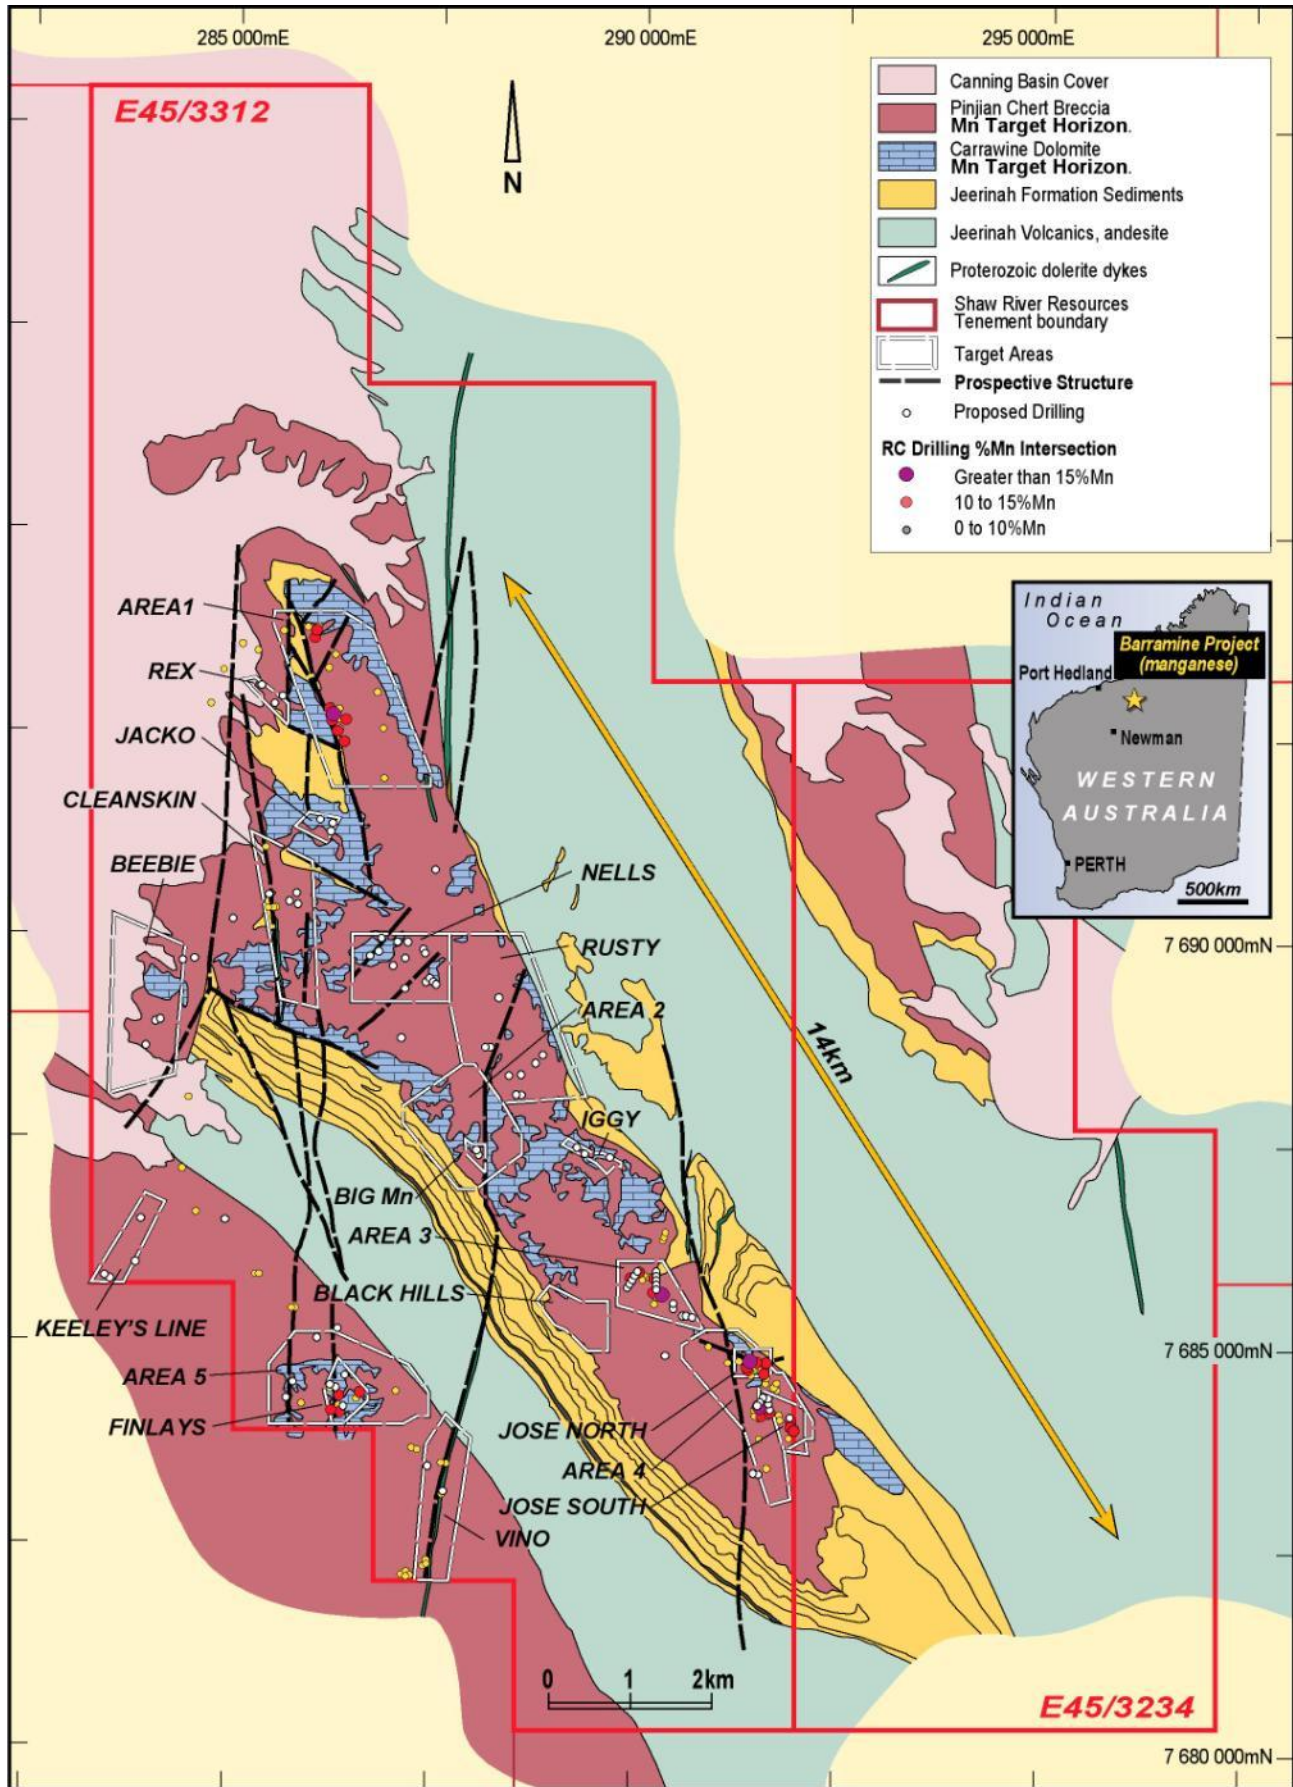 285 000mE
290 000mE
295 000mE
E45/3312
N
Canning Basin Cover
Pinjian Chert Breccia
Mn Target Horizon.
Carrawine Dolomite
Mn Target Horizon.
Jeerinah Formation Sediments
Jeerinah Volcanics, andesite
Proterozoic dolerite dykes
Shaw River Resources
Tenement boundary
Target Areas
Prospective Structure
Proposed Drilling
RC Drilling %Mn Intersection
Greater than 15%Mn
10 to 15%Mn
0 to 10%Mn
Indian
Ocean
Barramine Project
(manganese)
Port Hedland
Newman
WESTERN
AUSTRALIA
PERTH
500km
AREA1
REX
JACKO
CLEANSKIN
BEEBIE
NELLS
RUSTY
AREA 2
7 690 000mN
14km
IGGY
BIG Mn
AREA 3
BLACK HILLS
KEELEY'S LINE
7 685 000mN
AREA 5
FINLAYS
JOSE NORTH
AREA 4
JOSE SOUTH
VINO
0 1 2km
E45/3234
7 680 000mN